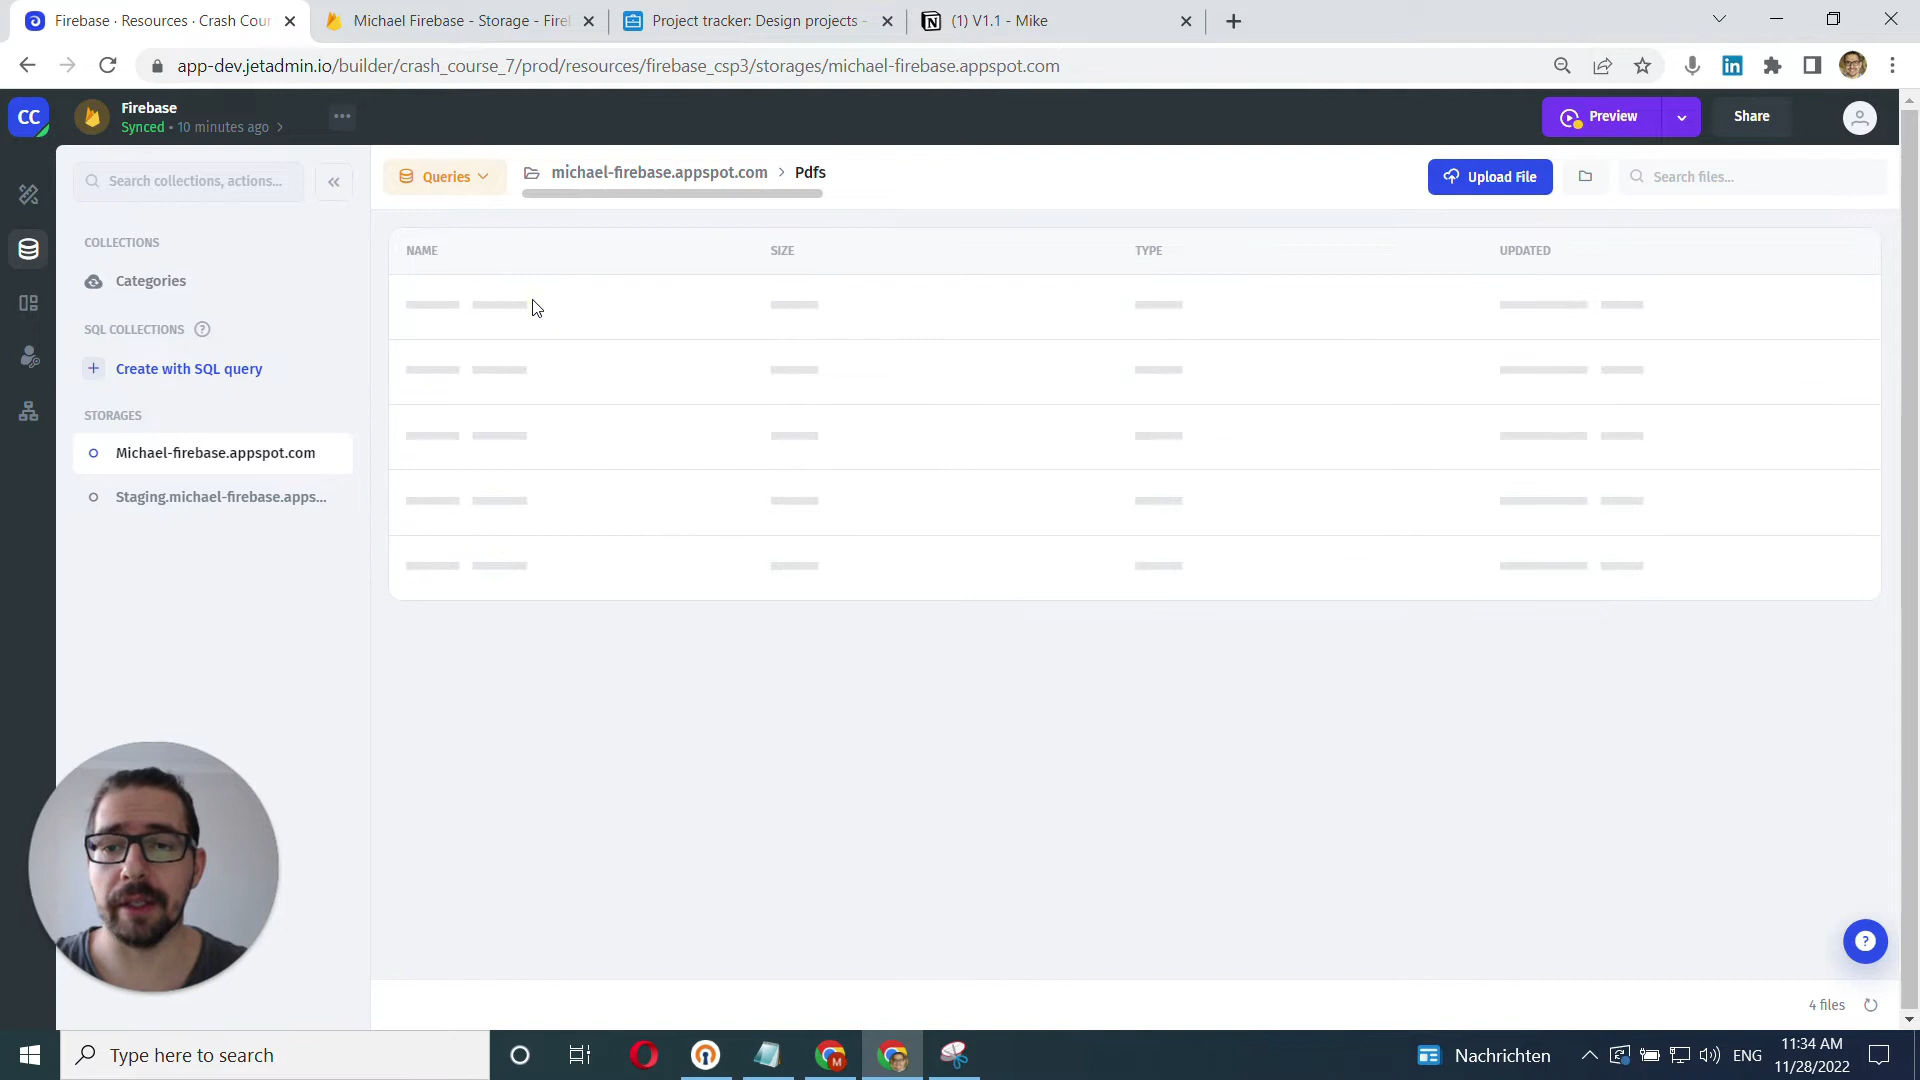 Firebase · Resources · Crash Cour
Michael Firebase - Storage - Fire
Project tracker: Design projects -
(1) V1.1 - Mike
app-dev.jetadmin.io/builder/crash_course_7/prod/resources/firebase_csp3/storages/michael-firebase.appspot.com
CC
Firebase
Synced • 10 minutes ago
Preview
Share
Search collections, actions...
Queries
michael-firebase.appspot.com > Pdfs
Upload File
Search files...
COLLECTIONS
Categories
SQL COLLECTIONS ?
Create with SQL query
STORAGES
Michael-firebase.appspot.com
Staging.michael-firebase.apps...
NAME
SIZE
TYPE
UPDATED
?
4 files
Type here to search
Nachrichten
ENG
11:34 AM
11/28/2022